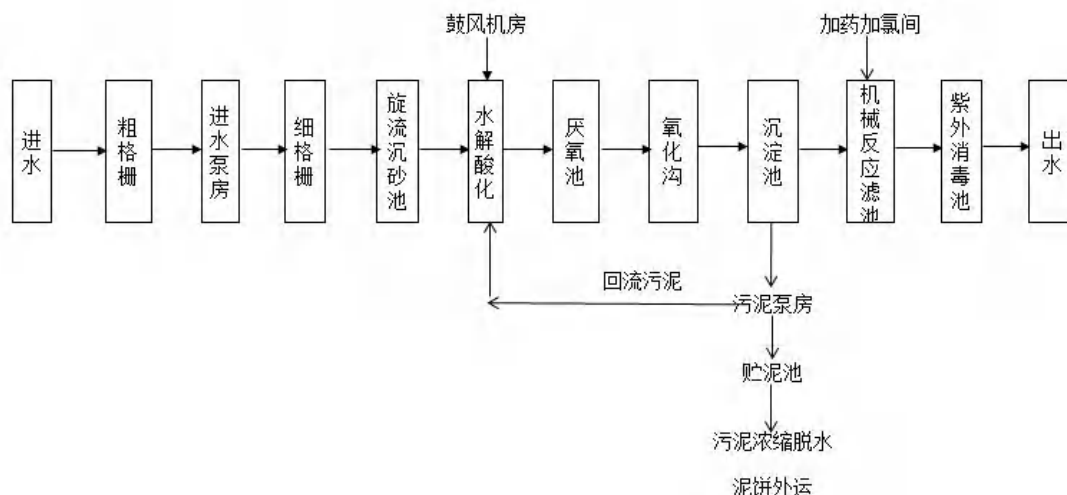 鼓风机房
加药加氯间
进水
粗格栅
进水泵房
细格栅
旋流沉砂池
水解酸化
厌氧池
氧化沟
沉淀池
机械反应滤池
紫外消毒池
出水
回流污泥
污泥泵房
贮泥池
污泥浓缩脱水
泥饼外运